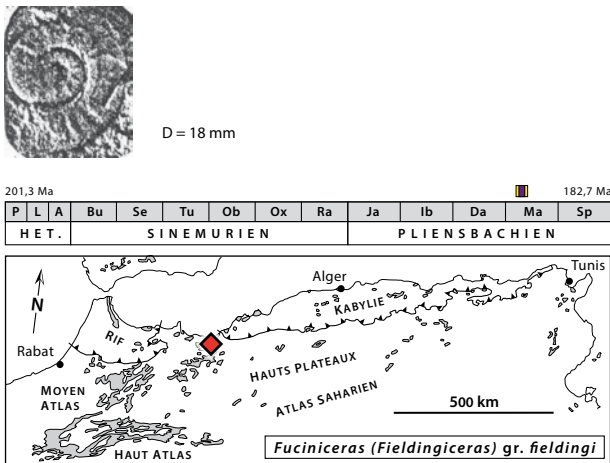 D = 18 mm
201,3 Ma 182,7 Ma
P L A Bu Se Tu Ob Ox Ra Ja Ib Da Ma Sp
HET. SINEMURIEN PLIENSBACHIEN
Tunis
Alger
N
KABYLIE
RIF
Rabat
HAUTS PLATEAUX
MOYEN
ATLAS
ATLAS SAHARIEN
500 km
HAUT ATLAS
Fuciniceras (Fieldingiceras) gr. fieldingi